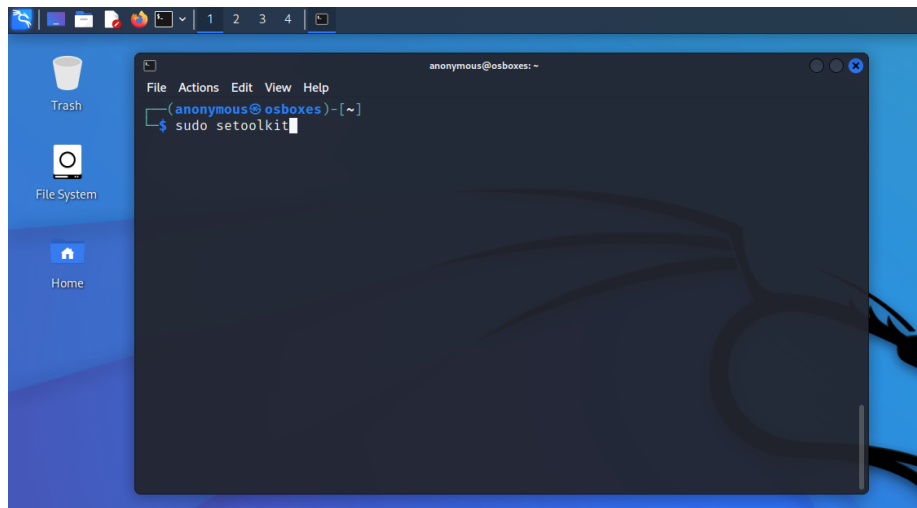 1 2 3 4
anonymous@osboxes: ~
File Actions Edit View Help
┌──(anonymous㉿osboxes)-[~]
└─$ sudo setoolkit
Trash
File System
Home